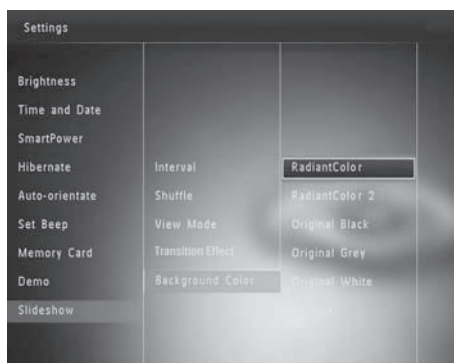 Settings
Brightness
Time and Date
SmartPower
Hibernate
Auto-orientate
Set Beep
Memory Card
Demo
Slideshow
Interval
Shuffle
View Mode
Transition Effect
Background Color
RadiantColor
RadiantColor 2
Original Black
Original Grey
Original White